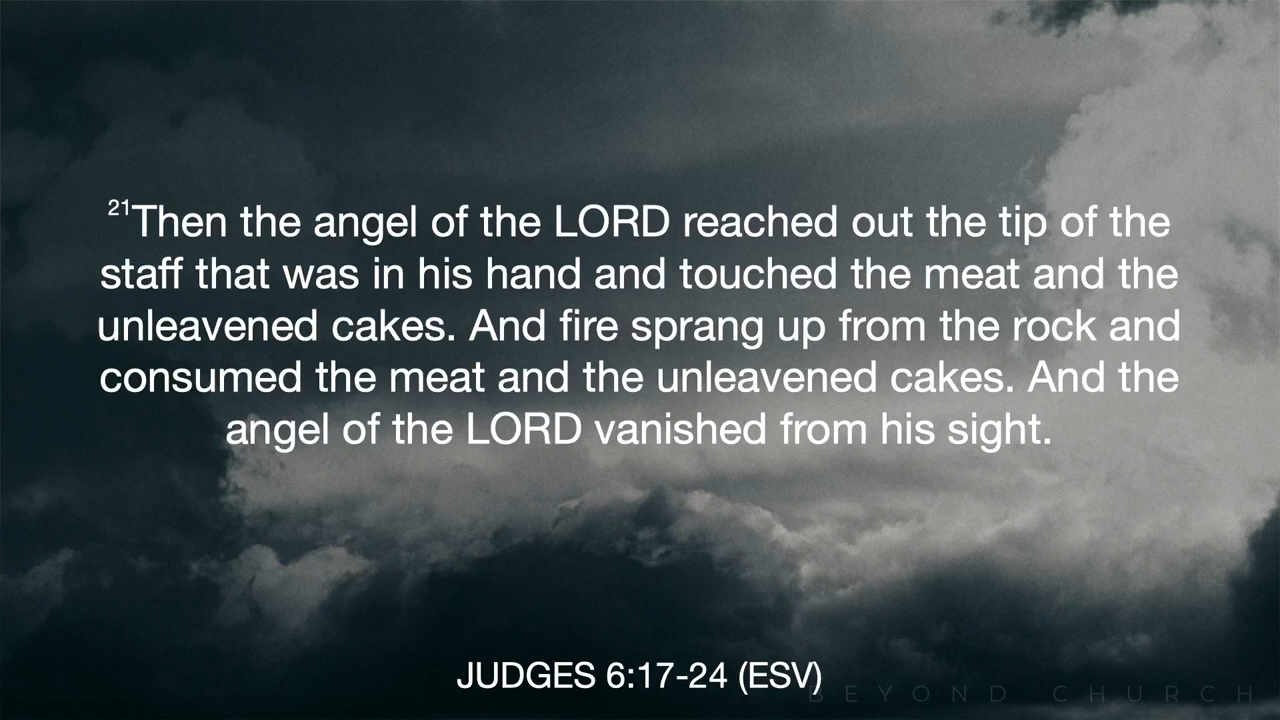 21Then the angel of the LORD reached out the tip of the
staff that was in his hand and touched the meat and the
unleavened cakes. And fire sprang up from the rock and
consumed the meat and the unleavened cakes. And the
angel of the LORD vanished from his sight.
JUDGES 6:17-24 (ESV)
BEYOND CHURCH